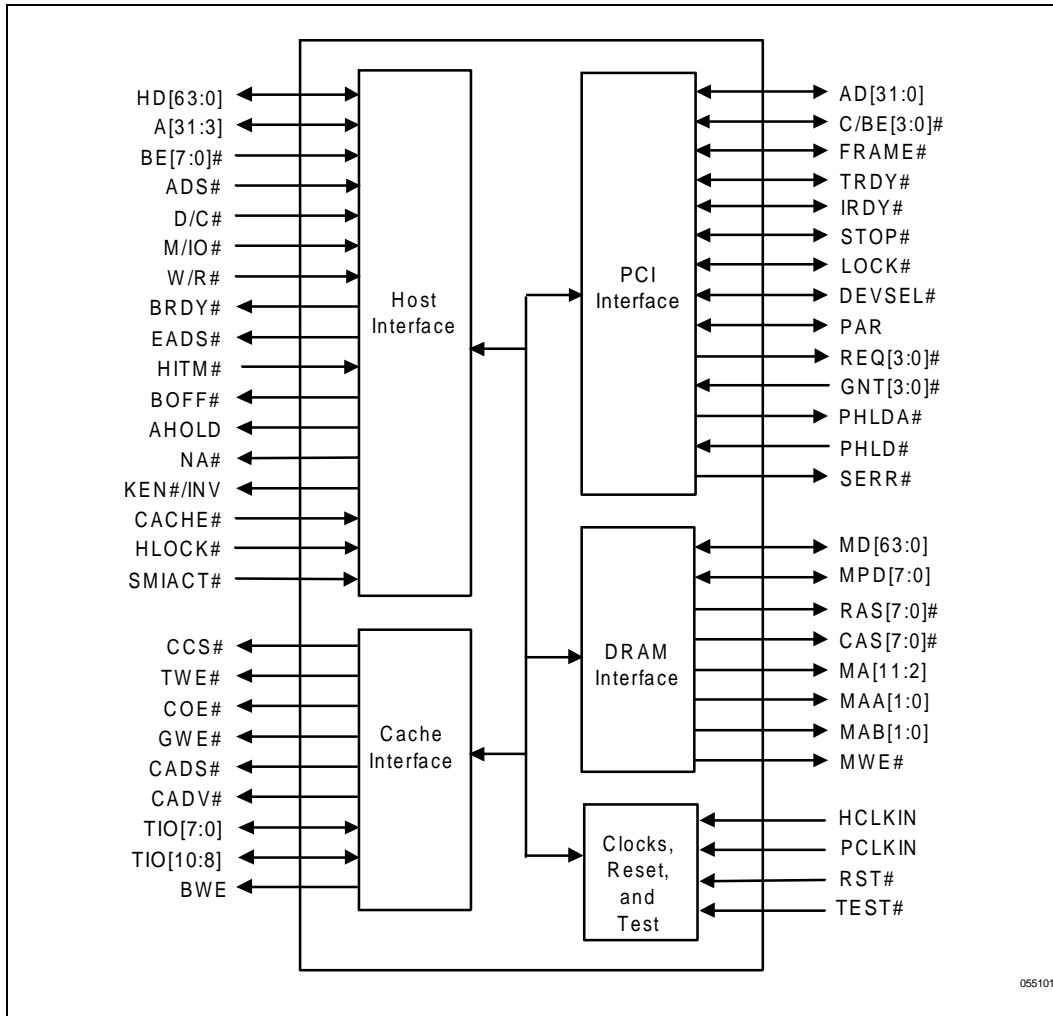 HD[63:0]
A[31:3]
BE[7:0]#
ADS#
D/C#
M/IO#
W/R#
BRDY#
EADS#
HITM#
BOFF#
AHOLD
NA#
KEN#/INV
CACHE#
HLOCK#
SMIACT#
Host
Interface
CCS#
TWE#
COE#
GWE#
CADS#
CADV#
TIO[7:0]
TIO[10:8]
BWE
Cache
Interface
PCI
Interface
AD[31:0]
C/BE[3:0]#
FRAME#
TRDY#
IRDY#
STOP#
LOCK#
DEVSEL#
PAR
REQ[3:0]#
GNT[3:0]#
PHLDA#
PHLD#
SERR#
DRAM
Interface
MD[63:0]
MPD[7:0]
RAS[7:0]#
CAS[7:0]#
MA[11:2]
MAA[1:0]
MAB[1:0]
MWE#
Clocks,
Reset,
and
Test
HCLKIN
PCLKIN
RST#
TEST#
055101